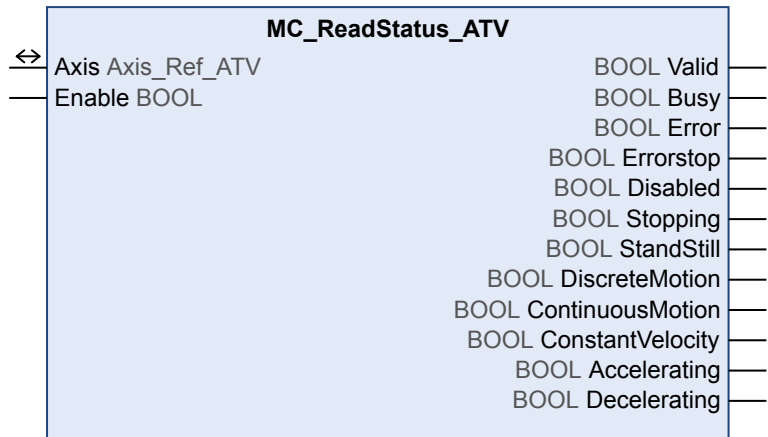 MC_ReadStatus_ATV
Axis Axis_Ref_ATV BOOL Valid
Enable BOOL BOOL Busy
BOOL Error
BOOL Errorstop
BOOL Disabled
BOOL Stopping
BOOL StandStill
BOOL DiscreteMotion
BOOL ContinuousMotion
BOOL ConstantVelocity
BOOL Accelerating
BOOL Decelerating